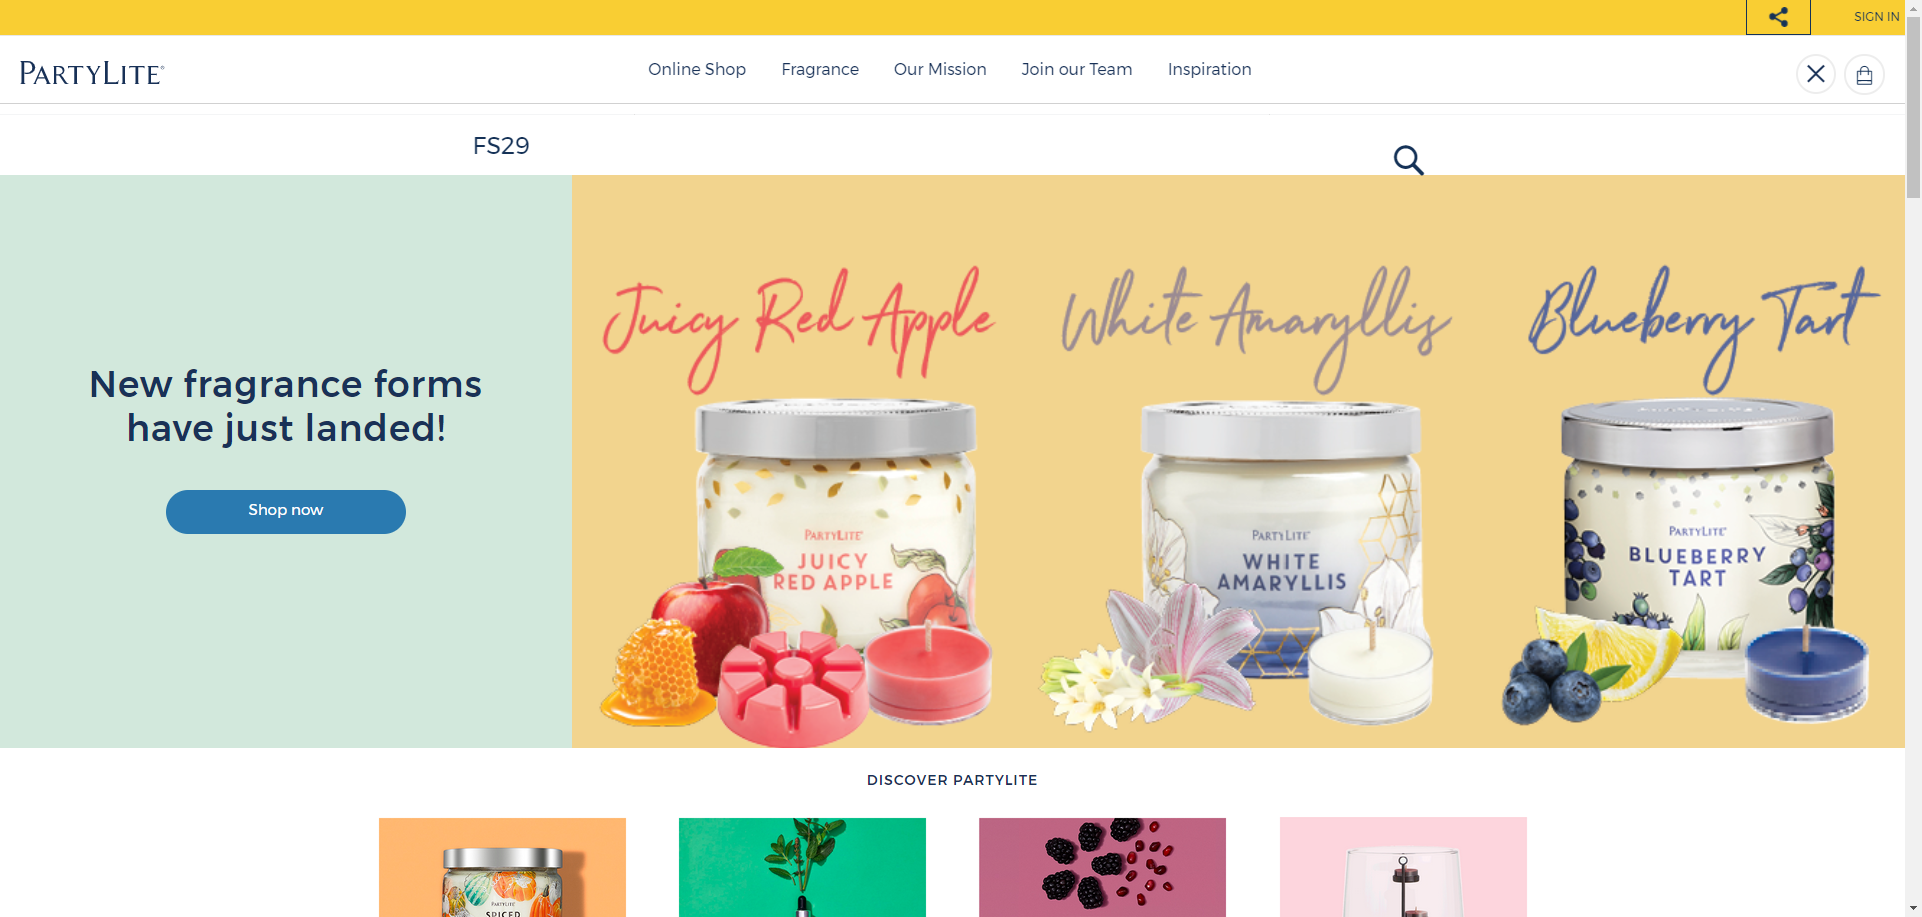 SIGN IN
PARTYLITE®
Online Shop
Fragrance
Our Mission
Join our Team
Inspiration
FS29
New fragrance forms
have just landed!
Shop now
Juicy Red Apple
White Amaryllis
Blueberry Tart
PARTYLITE
JUICY
RED APPLE
PARTYLITE
WHITE
AMARYLLIS
PARTYLITE
BLUEBERRY
TART
DISCOVER PARTYLITE
PARTYLITE
SPICED